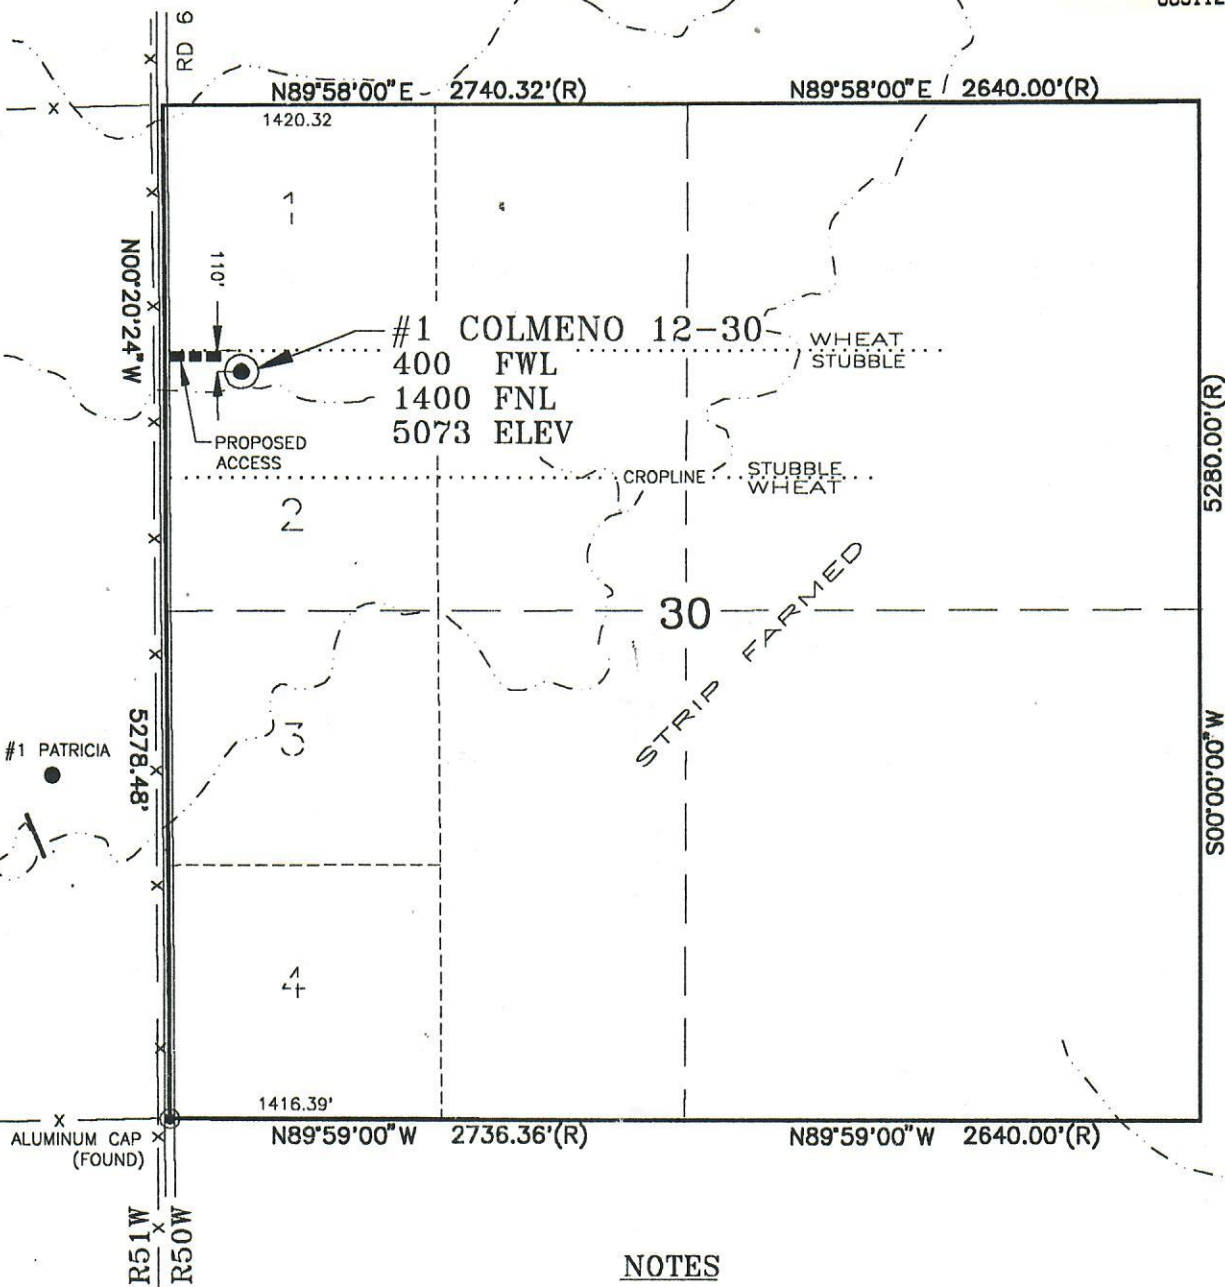 RD 6
N89°58'00"E 2740.32'(R)
N89°58'00"E 2640.00'(R)
1420.32
1
N00°20'24"W
110'
#1 COLMENO 12-30
400 FWL
1400 FNL
5073 ELEV
WHEAT
STUBBLE
PROPOSED
ACCESS
CROPLINE
STUBBLE
WHEAT
5280.00'(R)
2
30
STRIP FARMED
5278.48'
#1 PATRICIA
3
S00°00'00"W
4
1416.39'
N89°59'00"W 2736.36'(R)
N89°59'00"W 2640.00'(R)
ALUMINUM CAP
(FOUND)
R51W
R50W
NOTES